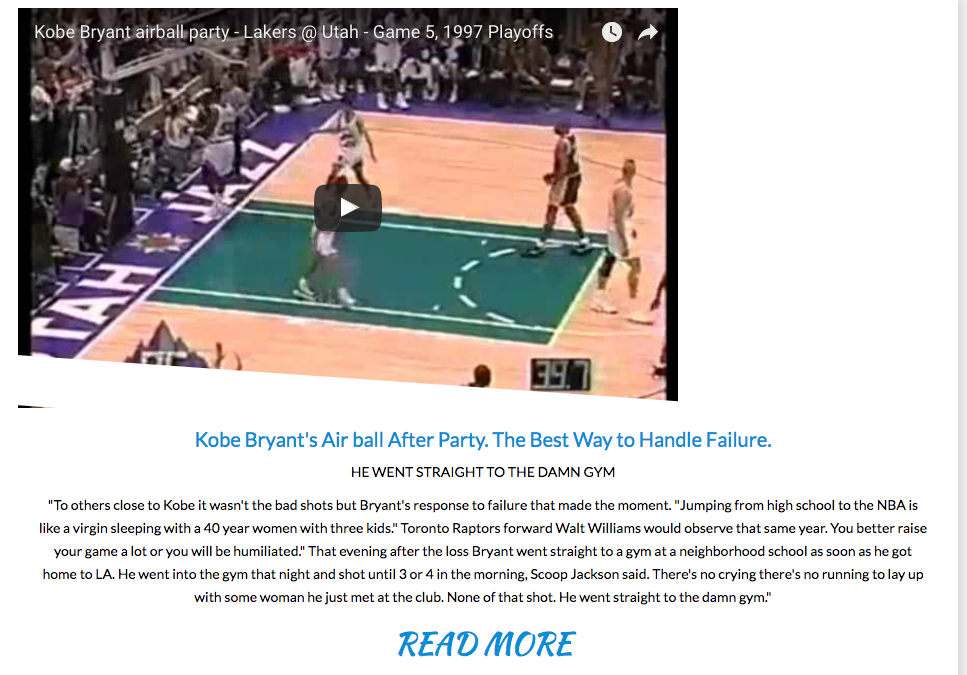 Kobe Bryant airball party - Lakers @ Utah - Game 5, 1997 Playoffs
UTAH JAZZ
39.7
Kobe Bryant's Air ball After Party. The Best Way to Handle Failure.
HE WENT STRAIGHT TO THE DAMN GYM
"To others close to Kobe it wasn't the bad shots but Bryant's response to failure that made the moment. "Jumping from high school to the NBA is
like a virgin sleeping with a 40 year women with three kids." Toronto Raptors forward Walt Williams would observe that same year. You better raise
your game a lot or you will be humiliated." That evening after the loss Bryant went straight to a gym at a neighborhood school as soon as he got
home to LA. He went into the gym that night and shot until 3 or 4 in the morning, Scoop Jackson said. There's no crying there's no running to lay up
with some woman he just met at the club. None of that shot. He went straight to the damn gym."
READ MORE